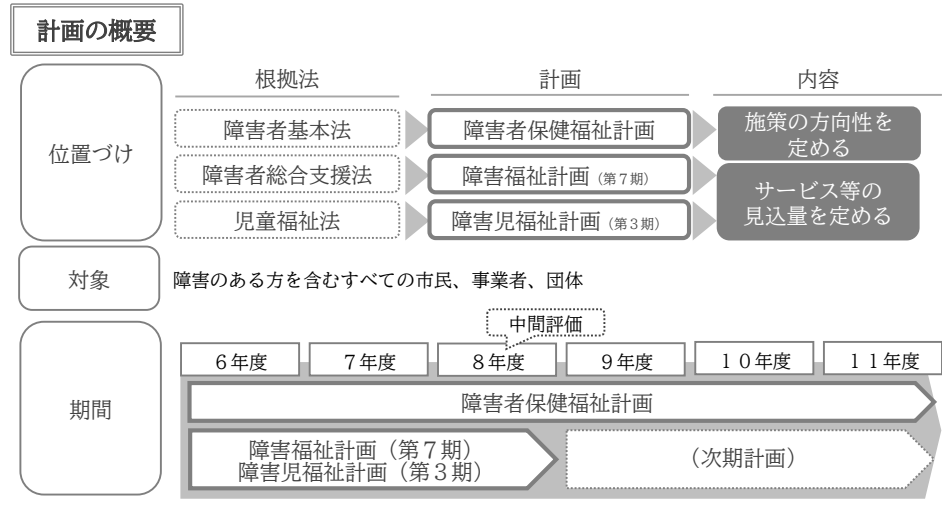 計画の概要
根拠法
計画
内容
位置づけ
障害者基本法
障害者保健福祉計画
施策の方向性を
定める
障害者総合支援法
障害福祉計画（第７期）
サービス等の
見込量を定める
児童福祉法
障害児福祉計画（第３期）
対象
障害のある方を含むすべての市民、事業者、団体
中間評価
期間
６年度
７年度
８年度
９年度
１０年度
１１年度
障害者保健福祉計画
障害福祉計画（第７期）
障害児福祉計画（第３期）
（次期計画）